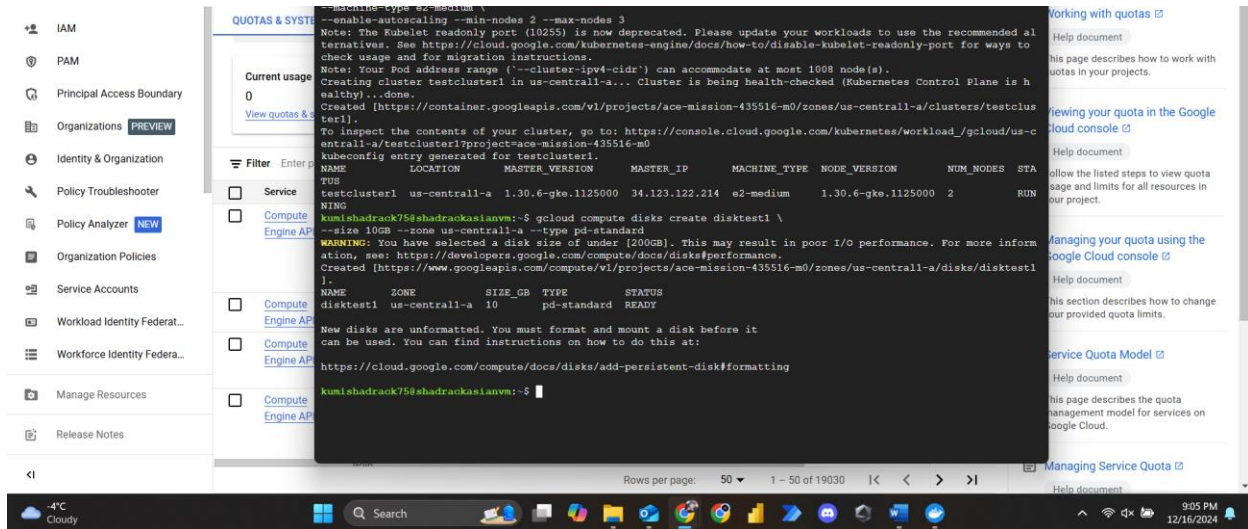 IAM
PAM
Principal Access Boundary
Organizations PREVIEW
Identity & Organization
Policy Troubleshooter
Policy Analyzer NEW
Organization Policies
Service Accounts
Workload Identity Federat...
Workforce Identity Federa...
Manage Resources
Release Notes
QUOTAS & SYSTE
Current usage
0
View quotas & s
Filter Enter p
Service
Compute
Engine API
Compute
Engine AP
Compute
Engine AP
Compute
Engine AP
--machine-type e2-medium \
--enable-autoscaling --min-nodes 2 --max-nodes 3
Note: The Kubelet readonly port (10255) is now deprecated. Please update your workloads to use the recommended al
ternatives. See https://cloud.google.com/kubernetes-engine/docs/how-to/disable-kubelet-readonly-port for ways to
check usage and for migration instructions.
Note: Your Pod address range (`--cluster-ipv4-cidr`) can accommodate at most 1008 node(s).
Creating cluster testcluster1 in us-central1-a... Cluster is being health-checked (Kubernetes Control Plane is h
ealthy)...done.
Created [https://container.googleapis.com/v1/projects/ace-mission-435516-m0/zones/us-central1-a/clusters/testclus
ter1].
To inspect the contents of your cluster, go to: https://console.cloud.google.com/kubernetes/workload_/gcloud/us-c
entral1-a/testcluster1?project=ace-mission-435516-m0
kubeconfig entry generated for testcluster1.
NAME LOCATION MASTER_VERSION MASTER_IP MACHINE_TYPE NODE_VERSION NUM_NODES STA
TUS
testcluster1 us-central1-a 1.30.6-gke.1125000 34.123.122.214 e2-medium 1.30.6-gke.1125000 2 RUN
NING
kumishadrack75@shadrackasianvm:~$ gcloud compute disks create disktest1 \
--size 10GB --zone us-central1-a --type pd-standard
WARNING: You have selected a disk size of under [200GB]. This may result in poor I/O performance. For more inform
ation, see: https://developers.google.com/compute/docs/disks#performance.
Created [https://www.googleapis.com/compute/v1/projects/ace-mission-435516-m0/zones/us-central1-a/disks/disktest1
].
NAME ZONE SIZE_GB TYPE STATUS
disktest1 us-central1-a 10 pd-standard READY
New disks are unformatted. You must format and mount a disk before it
can be used. You can find instructions on how to do this at:
https://cloud.google.com/compute/docs/disks/add-persistent-disk#formatting
kumishadrack75@shadrackasianvm:~$
Rows per page: 50 1 – 50 of 19030
Working with quotas
Help document
This page describes how to work with
quotas in your projects.
Viewing your quota in the Google
Cloud console
Help document
Follow the listed steps to view quota
usage and limits for all resources in
your project.
Managing your quota using the
Google Cloud console
Help document
This section describes how to change
your provided quota limits.
Service Quota Model
Help document
This page describes the quota
management model for services on
Google Cloud.
Managing Service Quota
Help document
-4°C
Cloudy
Search
9:05 PM
12/16/2024